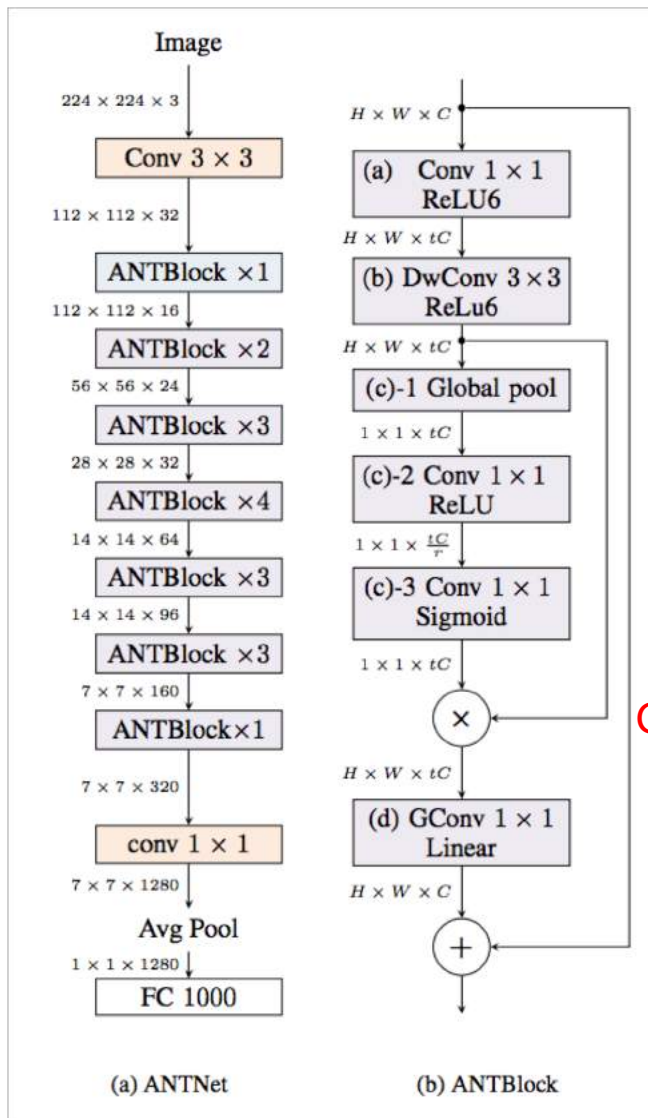 Image
224 × 224 × 3
Conv 3 × 3
112 × 112 × 32
ANTBlock ×1
112 × 112 × 16
ANTBlock ×2
56 × 56 × 24
ANTBlock ×3
28 × 28 × 32
ANTBlock ×4
14 × 14 × 64
ANTBlock ×3
14 × 14 × 96
ANTBlock ×3
7 × 7 × 160
ANTBlock×1
7 × 7 × 320
conv 1 × 1
7 × 7 × 1280
Avg Pool
1 × 1 × 1280
FC 1000
(a) ANTNet
H × W × C
(a) Conv 1 × 1
ReLU6
H × W × tC
(b) DwConv 3 × 3
ReLu6
H × W × tC
(c)-1 Global pool
1 × 1 × tC
(c)-2 Conv 1 × 1
ReLU
1 × 1 × tC/r
(c)-3 Conv 1 × 1
Sigmoid
1 × 1 × tC
×
H × W × tC
(d) GConv 1 × 1
Linear
H × W × C
+
(b) ANTBlock